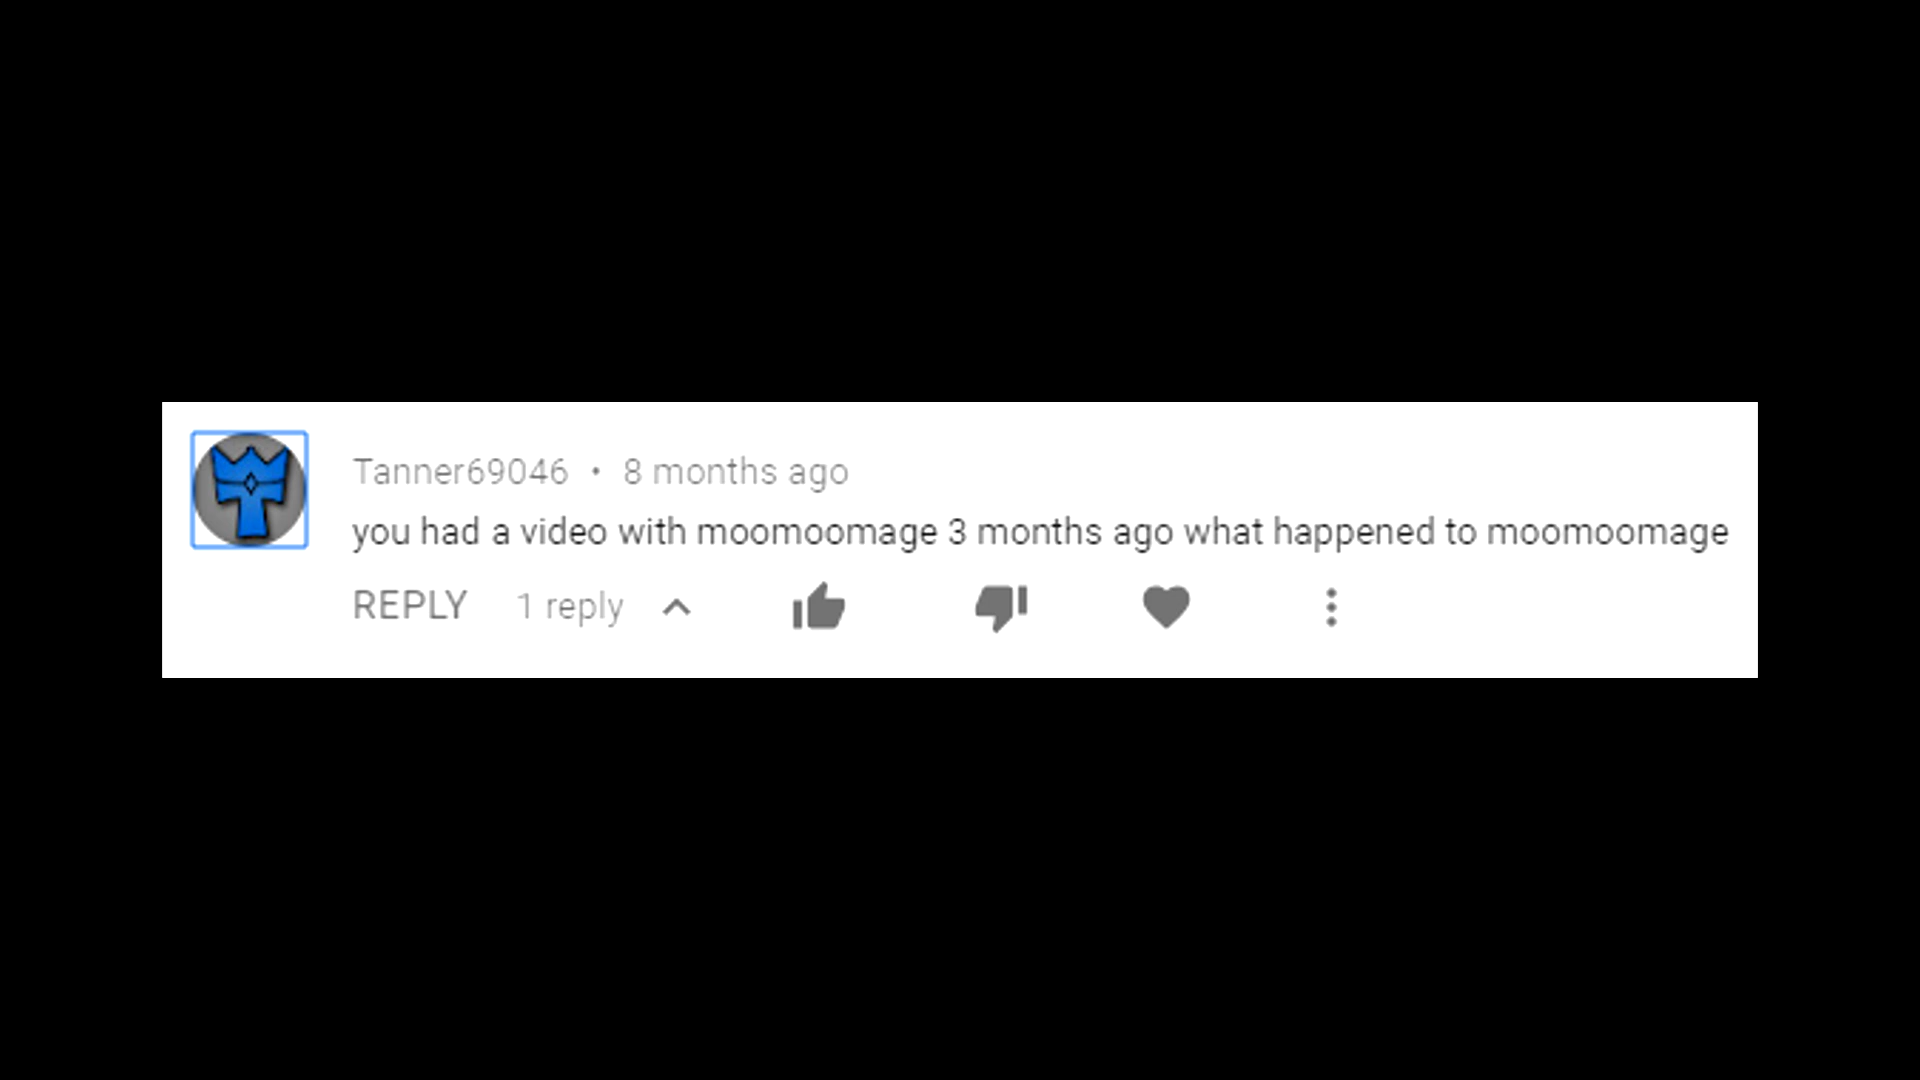 Tanner69046 • 8 months ago
you had a video with moomoomage 3 months ago what happened to moomoomage
REPLY 1 reply